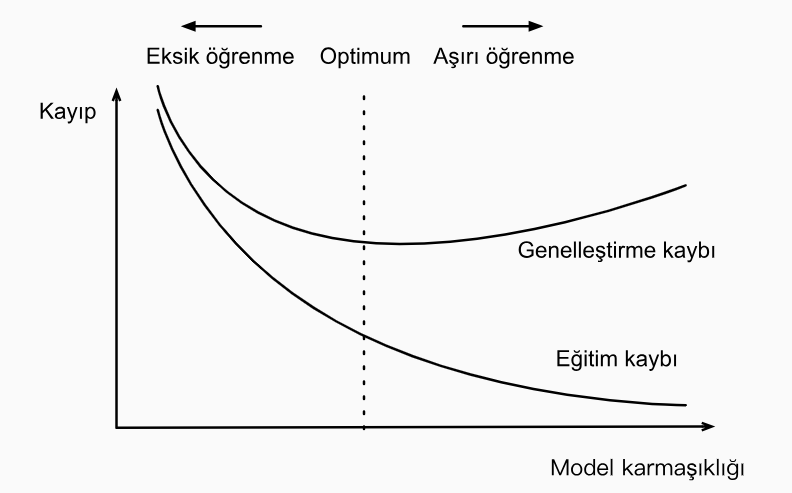 Eksik öğrenme Optimum Aşırı öğrenme
Kayıp
Genelleştirme kaybı
Eğitim kaybı
Model karmaşıklığı